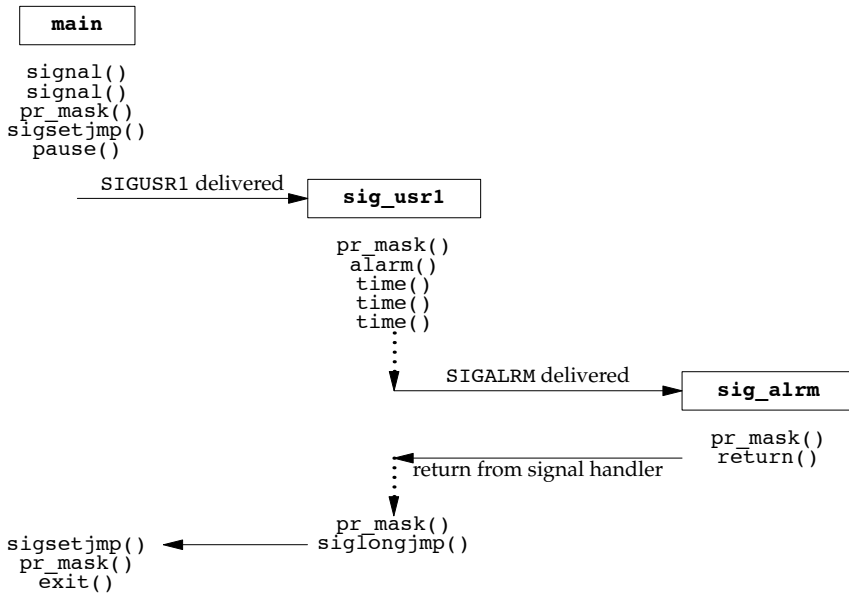 main
signal()
signal()
pr_mask()
sigsetjmp()
pause()
SIGUSR1 delivered
sig_usr1
pr_mask()
alarm()
time()
time()
time()
SIGALRM delivered
sig_alrm
pr_mask()
return()
return from signal handler
pr_mask()
siglongjmp()
sigsetjmp()
pr_mask()
exit()